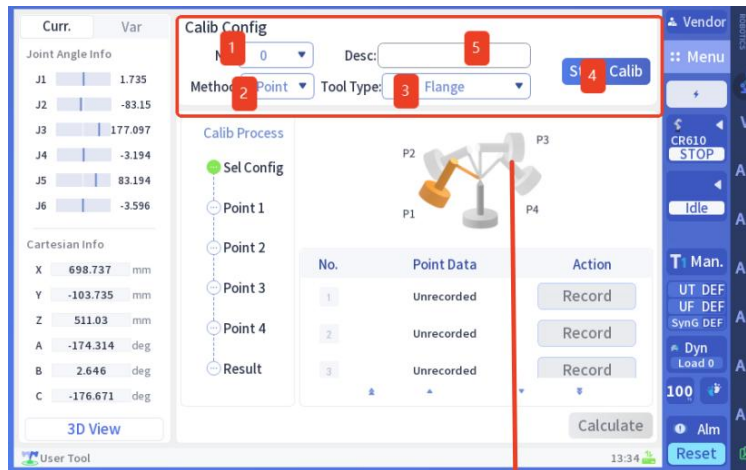 Curr. Var
Joint Angle Info
J1 1.735
J2 -83.15
J3 177.097
J4 -3.194
J5 83.194
J6 -3.596
Cartesian Info
X 698.737 mm
Y -103.735 mm
Z 511.03 mm
A -174.314 deg
B 2.646 deg
C -176.671 deg
3D View
User Tool
Calib Config
1 0 Desc: 5
Method 2 Point Tool Type: 3 Flange
4 Calib
Calib Process
Sel Config
Point 1
Point 2
Point 3
Point 4
Result
P2 P3
P1 P4
No. Point Data Action
1 Unrecorded Record
2 Unrecorded Record
3 Unrecorded Record
Calculate
13:34
Vendor
Menu
CR610
STOP
Idle
T1 Man.
UT DEF
UF DEF
SynG DEF
Dyn
Load 0
100
Alm
Reset